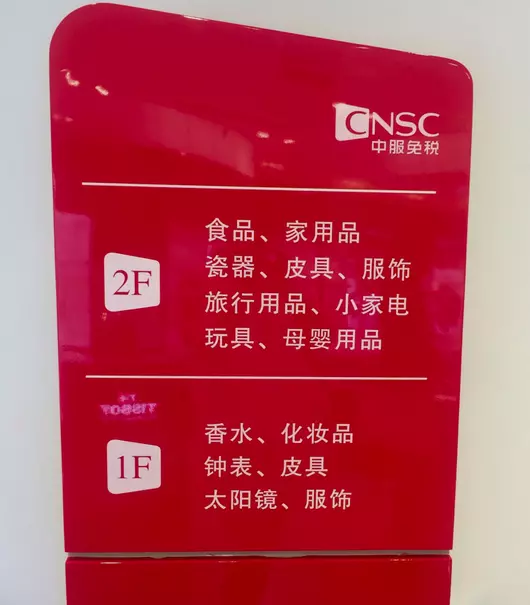 CNSC
中服免税
2F
食品、家用品
瓷器、皮具、服饰
旅行用品、小家电
玩具、母婴用品
TISSOT
1F
香水、化妆品
钟表、皮具
太阳镜、服饰